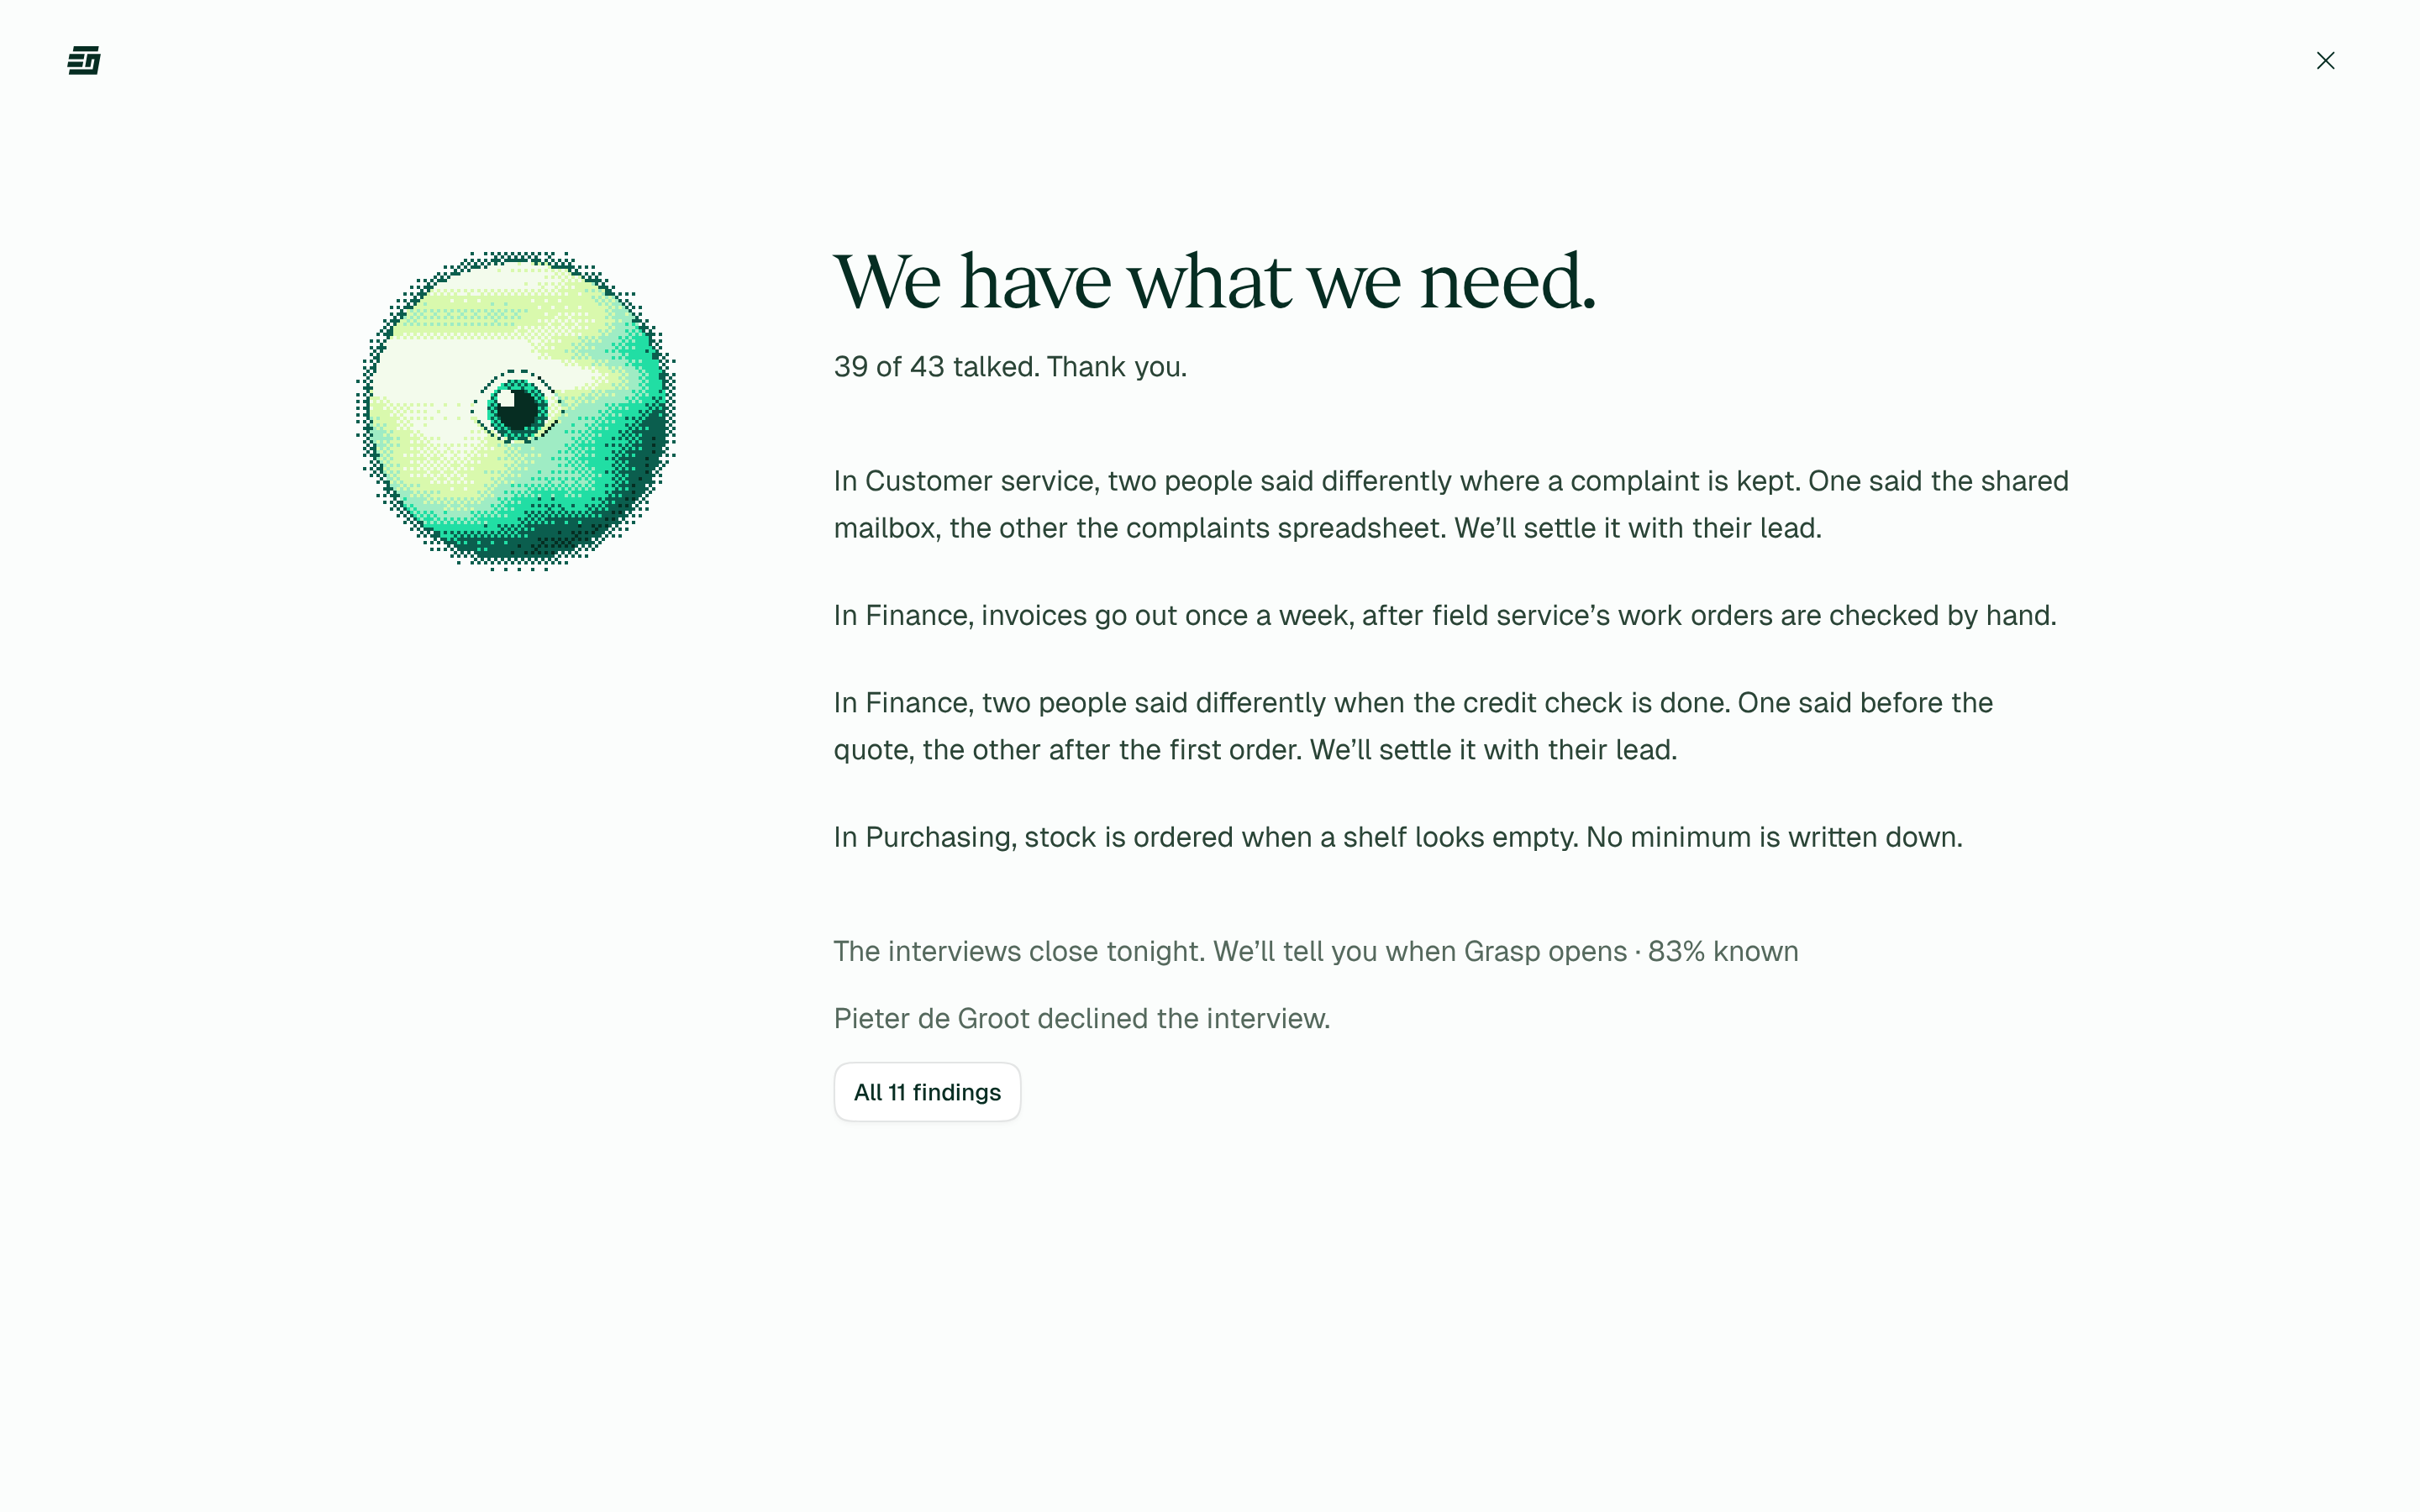 We have what we need.
39 of 43 talked. Thank you.
In Customer service, two people said differently where a complaint is kept. One said the shared
mailbox, the other the complaints spreadsheet. We’ll settle it with their lead.
In Finance, invoices go out once a week, after field service’s work orders are checked by hand.
In Finance, two people said differently when the credit check is done. One said before the
quote, the other after the first order. We’ll settle it with their lead.
In Purchasing, stock is ordered when a shelf looks empty. No minimum is written down.
The interviews close tonight. We’ll tell you when Grasp opens · 83% known
Pieter de Groot declined the interview.
All 11 findings